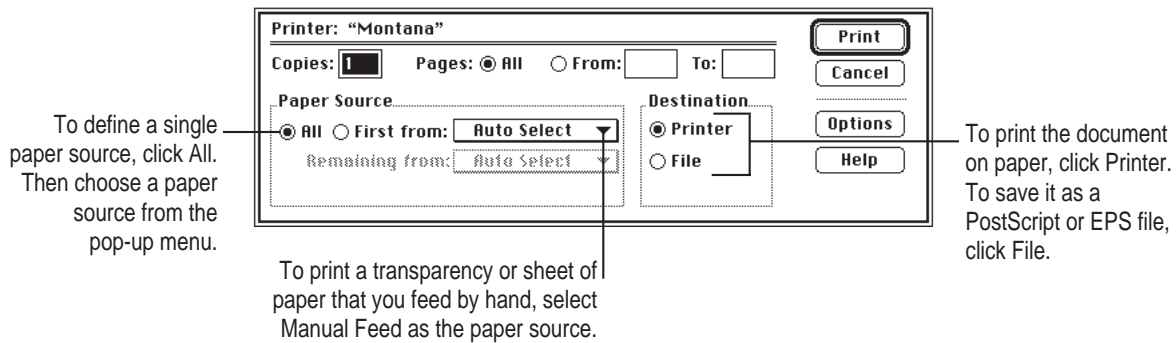 Printer: “Montana”
Print
Copies: 1 Pages: All From: To:
Cancel
Paper Source
Destination
All First from: Auto Select
Printer
Options
Remaining from: Auto Select
File
Help
To define a single
paper source, click All.
Then choose a paper
source from the
pop-up menu.
To print the document
on paper, click Printer.
To save it as a
PostScript or EPS file,
click File.
To print a transparency or sheet of
paper that you feed by hand, select
Manual Feed as the paper source.